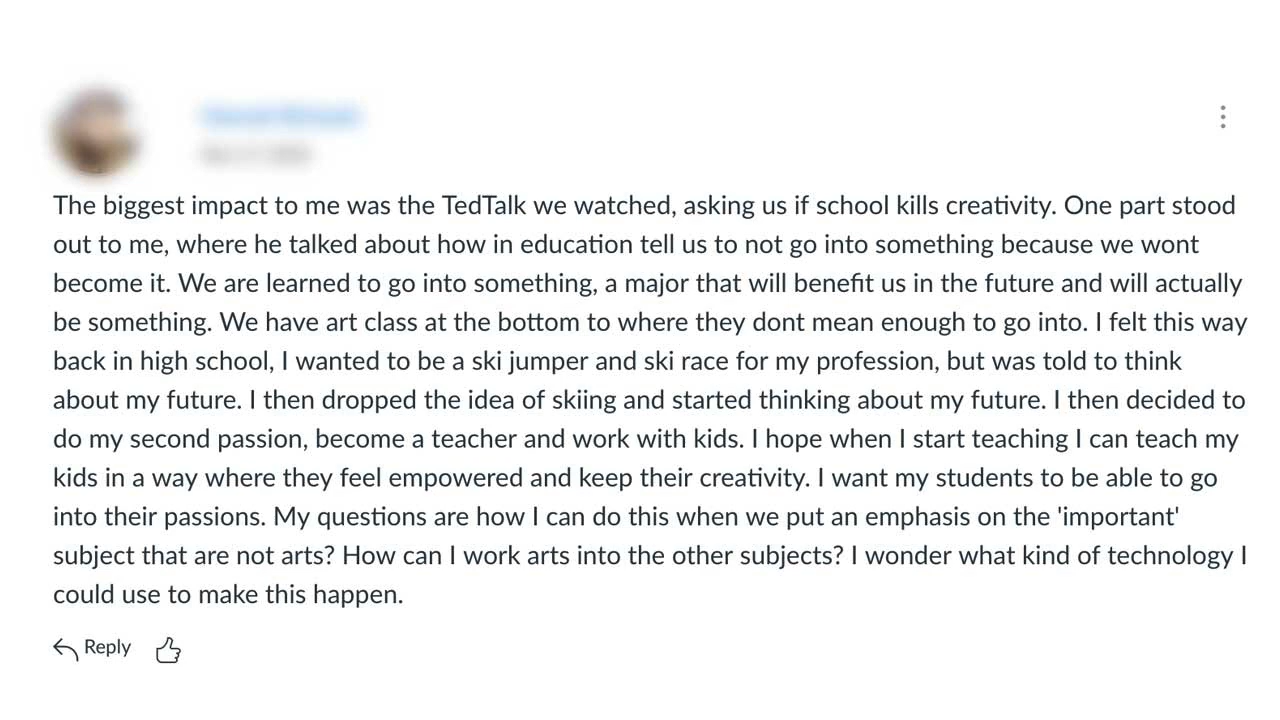 The biggest impact to me was the TedTalk we watched, asking us if school kills creativity. One part stood
out to me, where he talked about how in education tell us to not go into something because we wont
become it. We are learned to go into something, a major that will benefit us in the future and will actually
be something. We have art class at the bottom to where they dont mean enough to go into. I felt this way
back in high school, I wanted to be a ski jumper and ski race for my profession, but was told to think
about my future. I then dropped the idea of skiing and started thinking about my future. I then decided to
do my second passion, become a teacher and work with kids. I hope when I start teaching I can teach my
kids in a way where they feel empowered and keep their creativity. I want my students to be able to go
into their passions. My questions are how I can do this when we put an emphasis on the 'important'
subject that are not arts? How can I work arts into the other subjects? I wonder what kind of technology I
could use to make this happen.
Reply